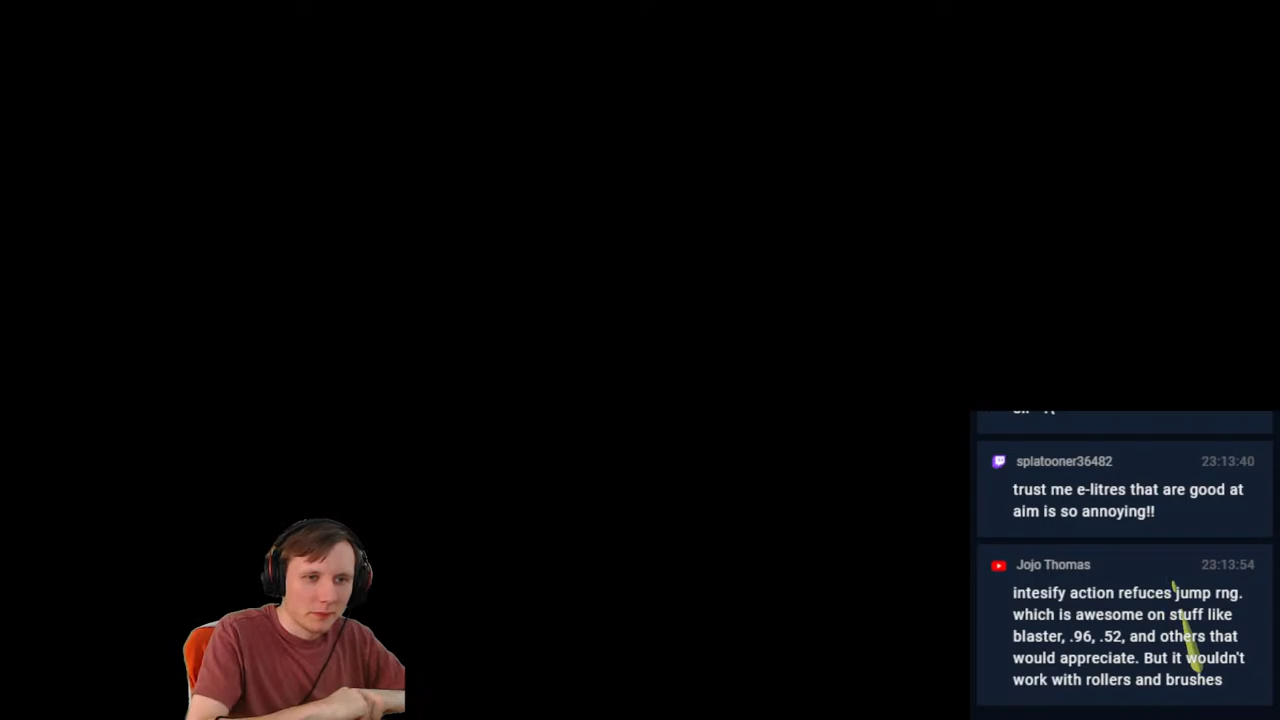 splatooner36482 23:13:40
trust me e-litres that are good at
aim is so annoying!!
Jojo Thomas 23:13:54
intesify action refuces jump rng.
which is awesome on stuff like
blaster, .96, .52, and others that
would appreciate. But it wouldn't
work with rollers and brushes